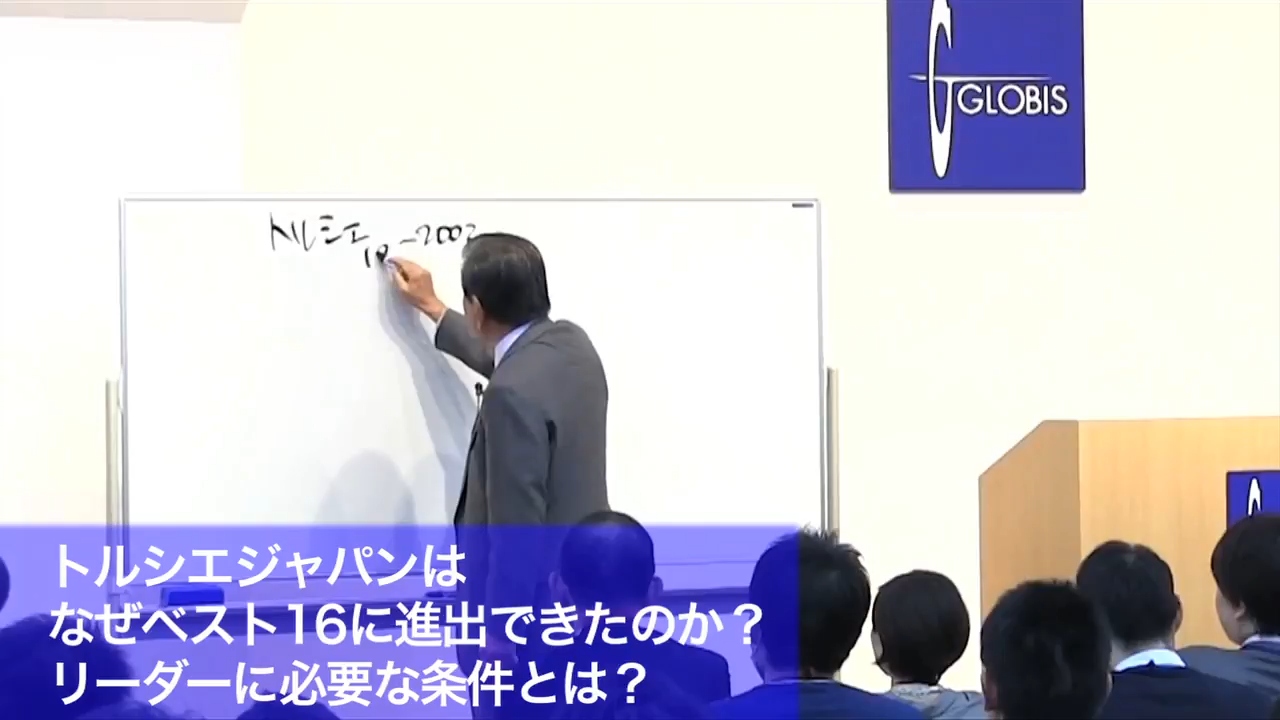 GLOBIS
トルシエ
-2002
トルシエジャパンは
なぜベスト16に進出できたのか？
リーダーに必要な条件とは？